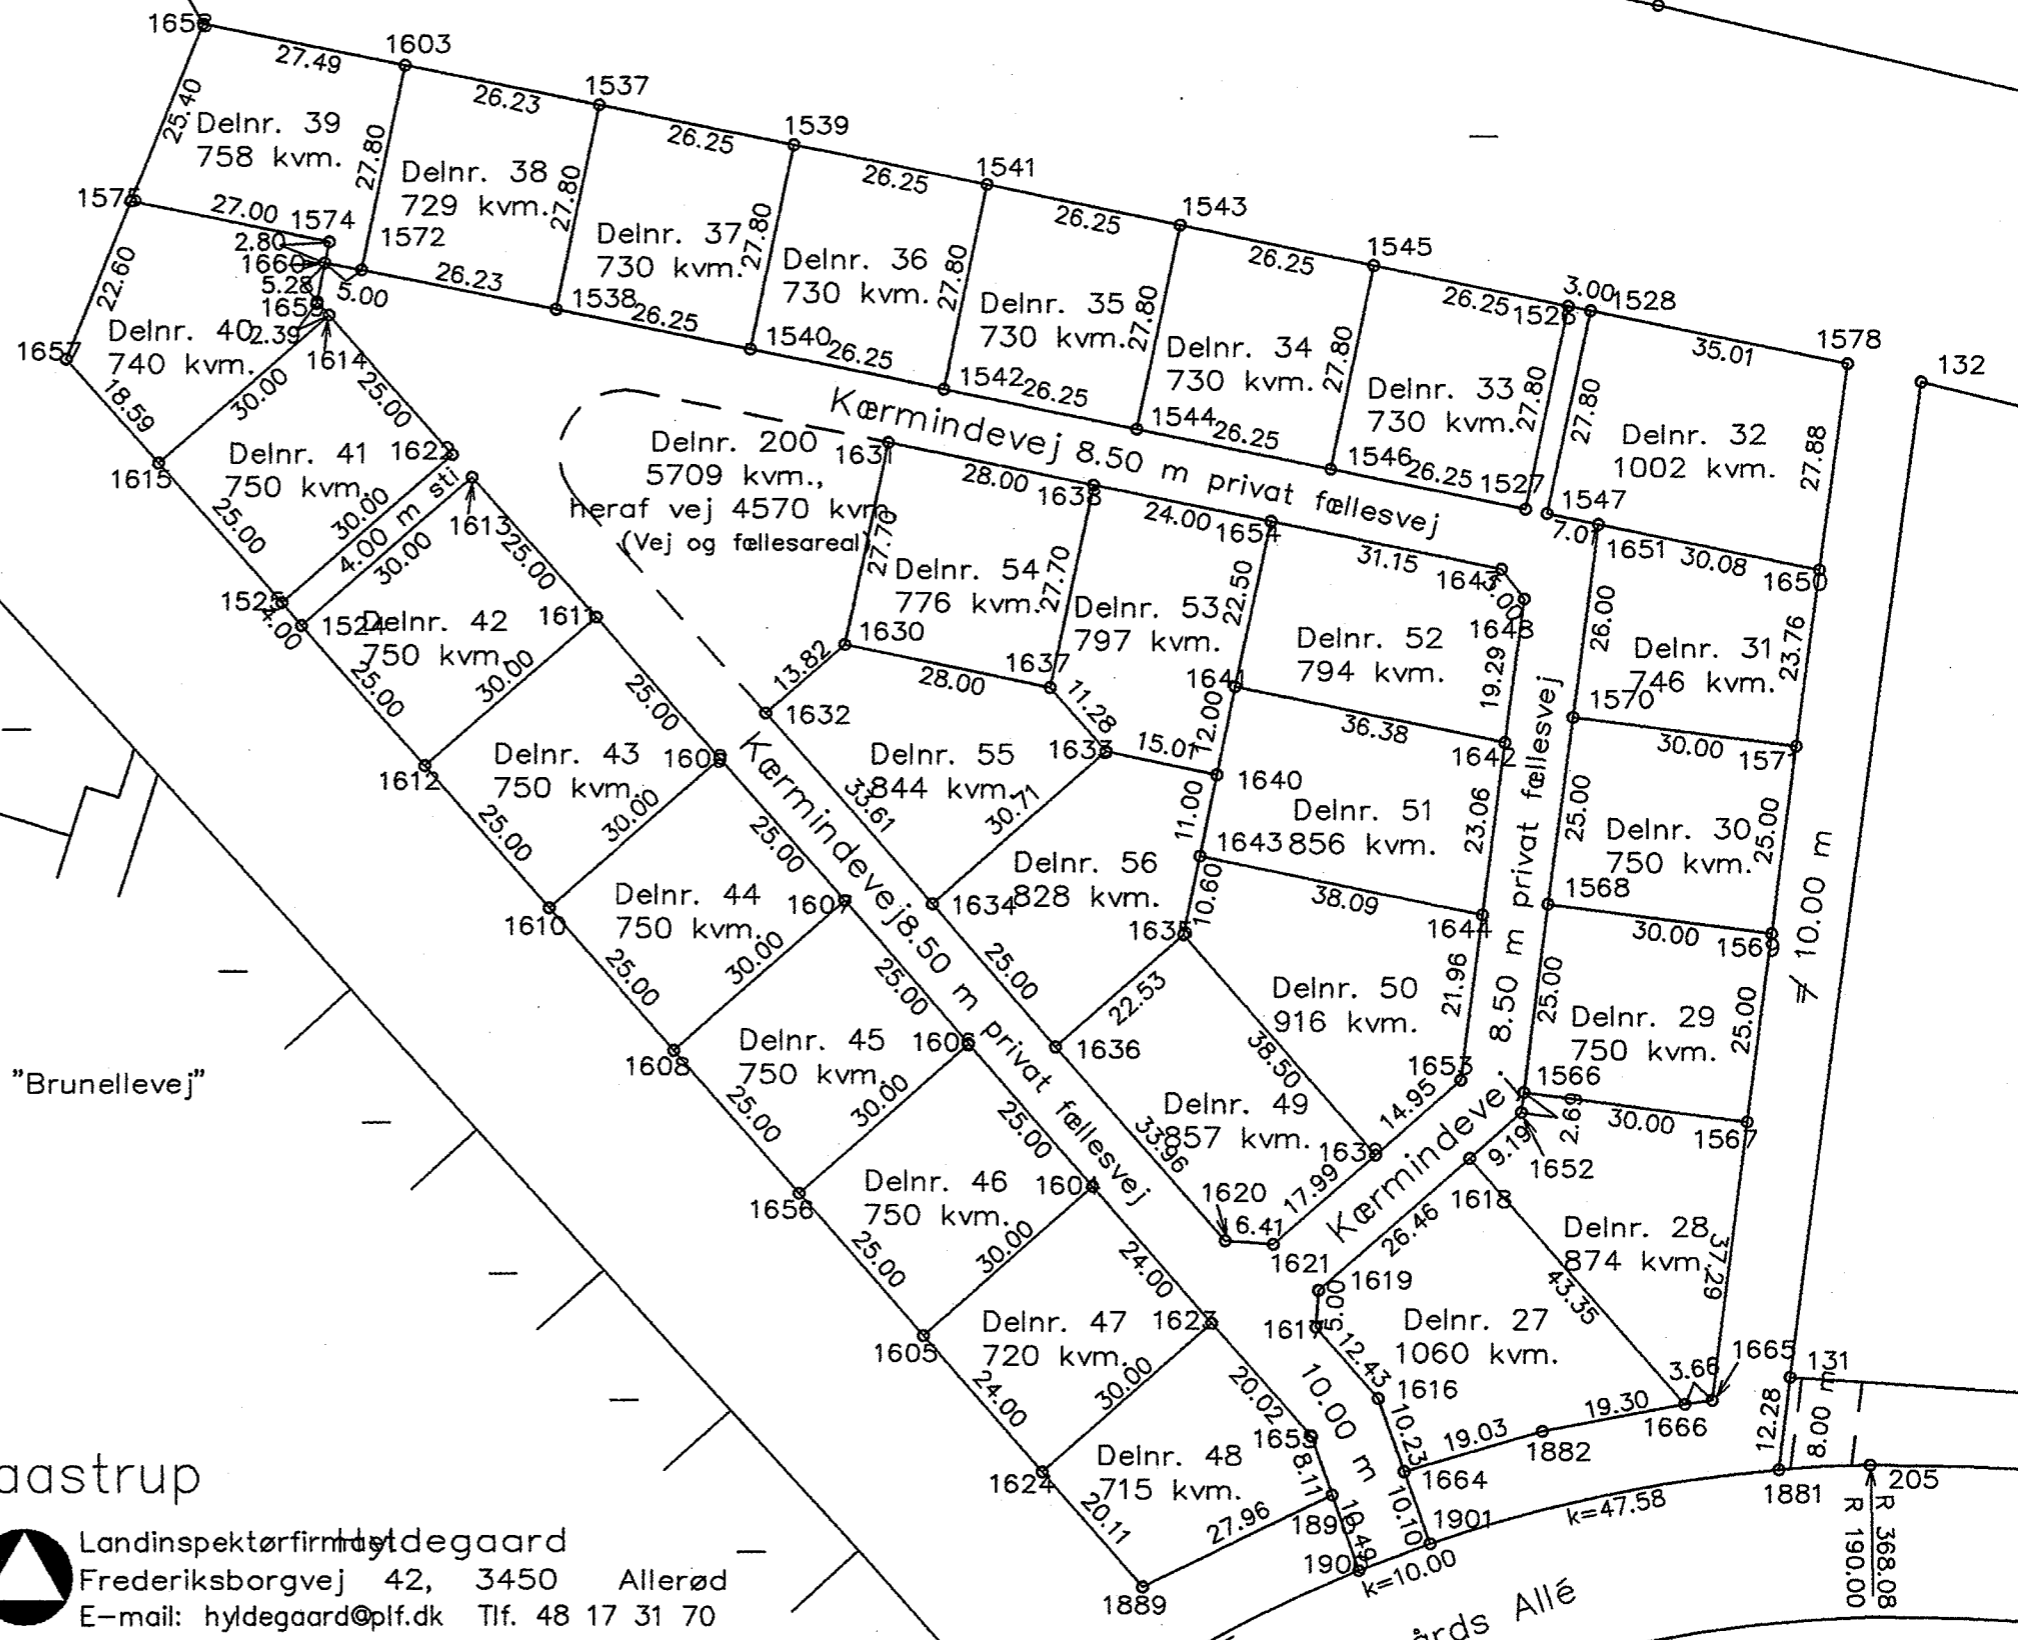 1603
27.49
1537
26.23
1539
26.25
1541
26.25
1543
26.25
1545
26.25
26.25
3.00
1528
1578
35.01
132
25.40
Delnr. 39
758 kvm.
27.80
Delnr. 38
729 kvm.
27.80
Delnr. 37
730 kvm.
27.80
Delnr. 36
730 kvm.
27.80
Delnr. 35
730 kvm.
27.80
Delnr. 34
730 kvm.
27.80
Delnr. 33
730 kvm.
27.80
27.80
Delnr. 32
1002 kvm.
27.88
27.00
1574
2.80
1660
1572
5.28
5.00
2.39
1614
22.60
Delnr. 40
740 kvm.
1657
18.59
26.23
1538
26.25
1540
26.25
1542
26.25
1544
26.25
1546
26.25
1527
1547
7.01
1651
30.08
1650
Kærmindevej 8.50 m privat fællesvej
Delnr. 200
5709 kvm.,
heraf vej 4570 kvm
(Vej og fællesareal)
28.00
24.00
1654
31.15
1647
1648
30.00
25.00
1622
Delnr. 41
750 kvm.
1615
25.00
30.00
4.00 m sti
1613
30.00
25.00
1525
4.00
1524
Delnr. 42
750 kvm.
1611
25.00
30.00
25.00
1612
Delnr. 43
750 kvm.
1609
30.00
25.00
25.00
1610
Delnr. 44
750 kvm.
1607
30.00
25.00
25.00
1608
Delnr. 45
750 kvm.
1606
30.00
25.00
25.00
1656
Delnr. 46
750 kvm.
1604
30.00
24.00
25.00
1605
Delnr. 47
720 kvm.
1623
30.00
20.02
24.00
1624
Delnr. 48
715 kvm.
8.11
20.11
27.96
1889
10.49
k=10.00
27.70
Delnr. 54
776 kvm.
27.70
1630
13.82
1632
28.00
1637
Delnr. 53
797 kvm.
22.50
11.28
1641
12.00
15.01
1640
Delnr. 52
794 kvm.
19.29
36.38
1642
Delnr. 55
844 kvm.
33.61
30.71
1634
11.00
Delnr. 51
856 kvm.
1643
23.06
38.09
1644
Delnr. 56
828 kvm.
10.60
1635
25.00
22.53
1636
Delnr. 50
916 kvm.
21.96
38.50
1653
14.95
Delnr. 49
857 kvm.
33.96
17.99
1620
6.41
1621
Kærmindevej 8.50 m privat fællesvej
Kærmindevej. 8.50 m privat fællesvej
26.00
Delnr. 31
746 kvm.
23.76
1570
30.00
1571
25.00
Delnr. 30
750 kvm.
25.00
1568
30.00
1569
25.00
Delnr. 29
750 kvm.
25.00
1566
2.69
30.00
1567
9.19
1652
1618
26.46
1619
5.00
1617
Delnr. 28
874 kvm.
37.29
43.35
Delnr. 27
1060 kvm.
12.43
1616
10.23
10.00 m
19.03
1882
19.30
3.66
1665
1666
1664
10.10
1901
k=47.58
≠ 10.00 m
131
12.28
8.00 m
1881
205
R 368.08
R 190.00
"Brunellevej"
aastrup
Landinspektørfirmaet Hyldegaard
Frederiksborgvej 42, 3450 Allerød
E-mail: hyldegaard@plf.dk Tlf. 48 17 31 70
årds Allé